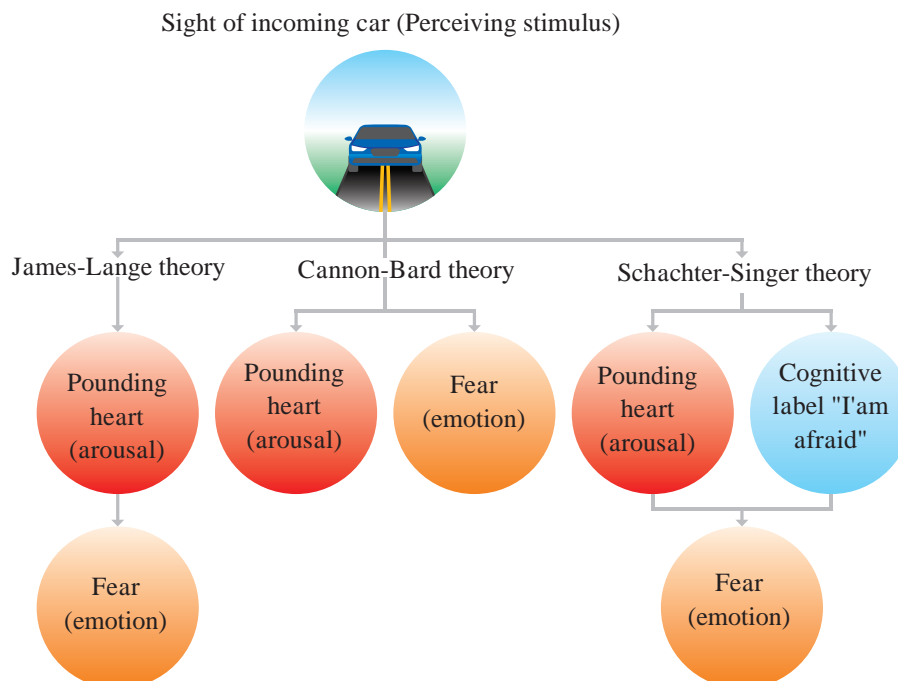 Sight of incoming car (Perceiving stimulus)
James-Lange theory
Cannon-Bard theory
Schachter-Singer theory
Pounding
heart
(arousal)
Pounding
heart
(arousal)
Fear
(emotion)
Pounding
heart
(arousal)
Cognitive
label "I'am
afraid"
Fear
(emotion)
Fear
(emotion)